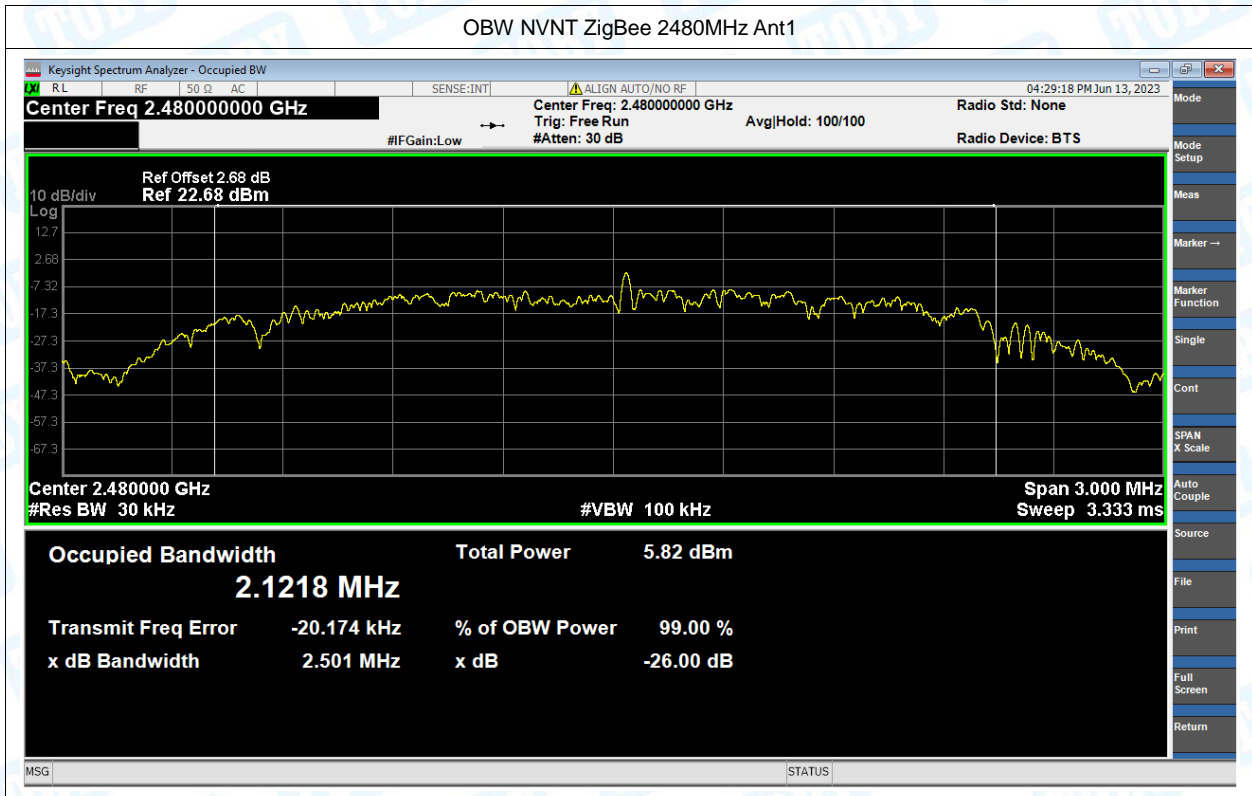 OBW NVNT ZigBee 2480MHz Ant1
Keysight Spectrum Analyzer - Occupied BW
LXI RL RF 50 Ω AC SENSE:INT ALIGN AUTO/NO RF 04:29:18 PM Jun 13, 2023
Center Freq 2.480000000 GHz
Center Freq: 2.480000000 GHz Radio Std: None
Trig: Free Run Avg|Hold: 100/100
#IFGain:Low #Atten: 30 dB Radio Device: BTS
Ref Offset 2.68 dB
10 dB/div Ref 22.68 dBm
Log
12.7
2.68
-7.32
-17.3
-27.3
-37.3
-47.3
-57.3
-67.3
Center 2.480000 GHz Span 3.000 MHz
#Res BW 30 kHz #VBW 100 kHz Sweep 3.333 ms
Occupied Bandwidth Total Power 5.82 dBm
2.1218 MHz
Transmit Freq Error -20.174 kHz % of OBW Power 99.00 %
x dB Bandwidth 2.501 MHz x dB -26.00 dB
MSG STATUS
Mode
Mode
Setup
Meas
Marker→
Marker
Function
Single
Cont
SPAN
X Scale
Auto
Couple
Source
File
Print
Full
Screen
Return
TOBY